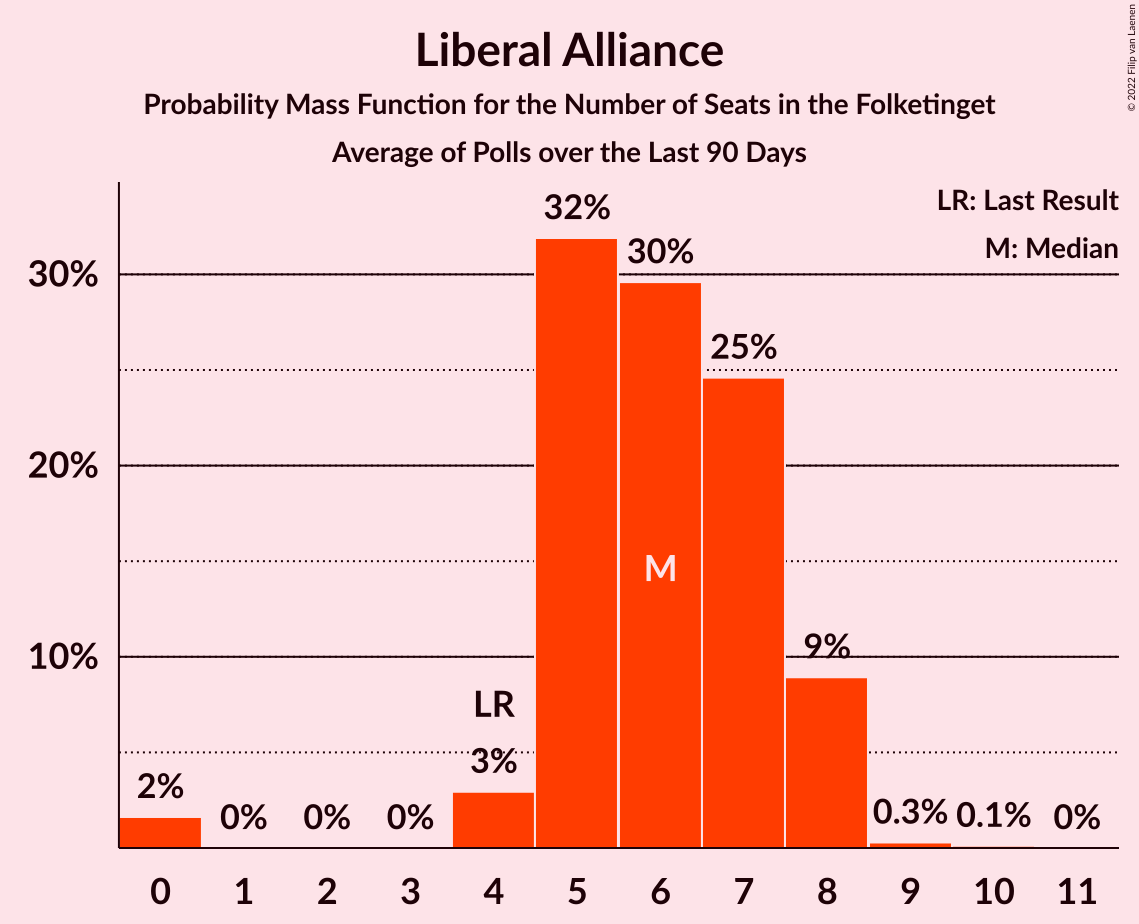 Liberal Alliance
Probability Mass Function for the Number of Seats in the Folketinget
Average of Polls over the Last 90 Days
© 2022 Filip van Laenen
LR: Last Result
M: Median
30%
20%
10%
2%
0%
0%
0%
LR
3%
32%
30%
M
25%
9%
0.3%
0.1%
0%
0 1 2 3 4 5 6 7 8 9 10 11